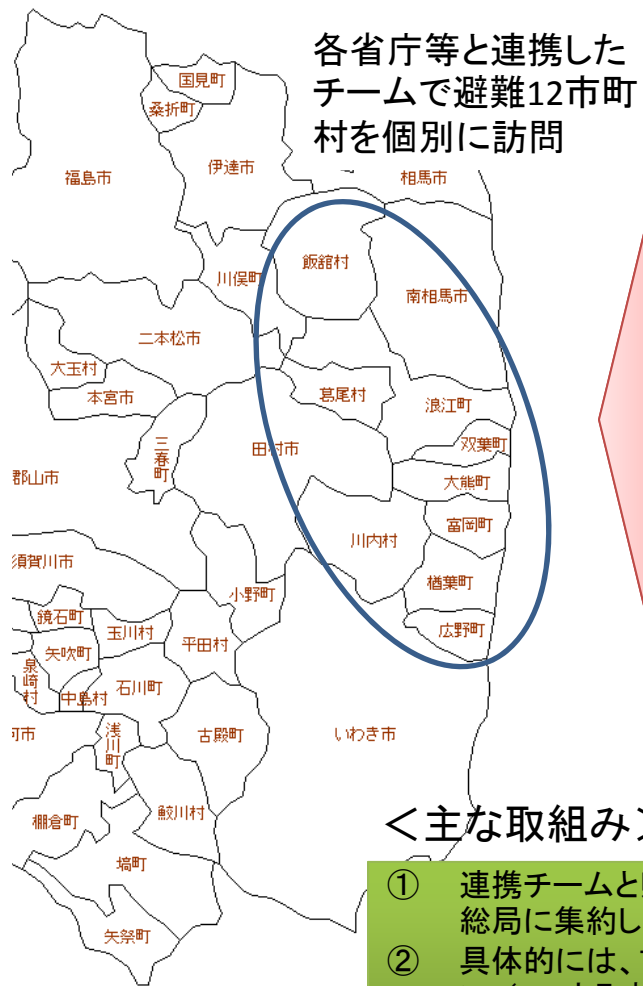 各省庁等と連携した
チームで避難12市町
村を個別に訪問
国見町
桑折町
伊達市
福島市
相馬市
飯舘村
川俣町
南相馬市
二本松市
大玉村
本宮市
葛尾村
浪江町
三春町
田村市
双葉町
大熊町
郡山市
富岡町
川内村
須賀川市
楢葉町
小野町
鏡石町
玉川村
広野町
矢吹町
平田村
泉崎村
中島村
石川町
浅川町
古殿町
いわき市
棚倉町
鮫川村
塙町
矢祭町
＜主な取組み
① 連携チームと
総局に集約し
② 具体的には、